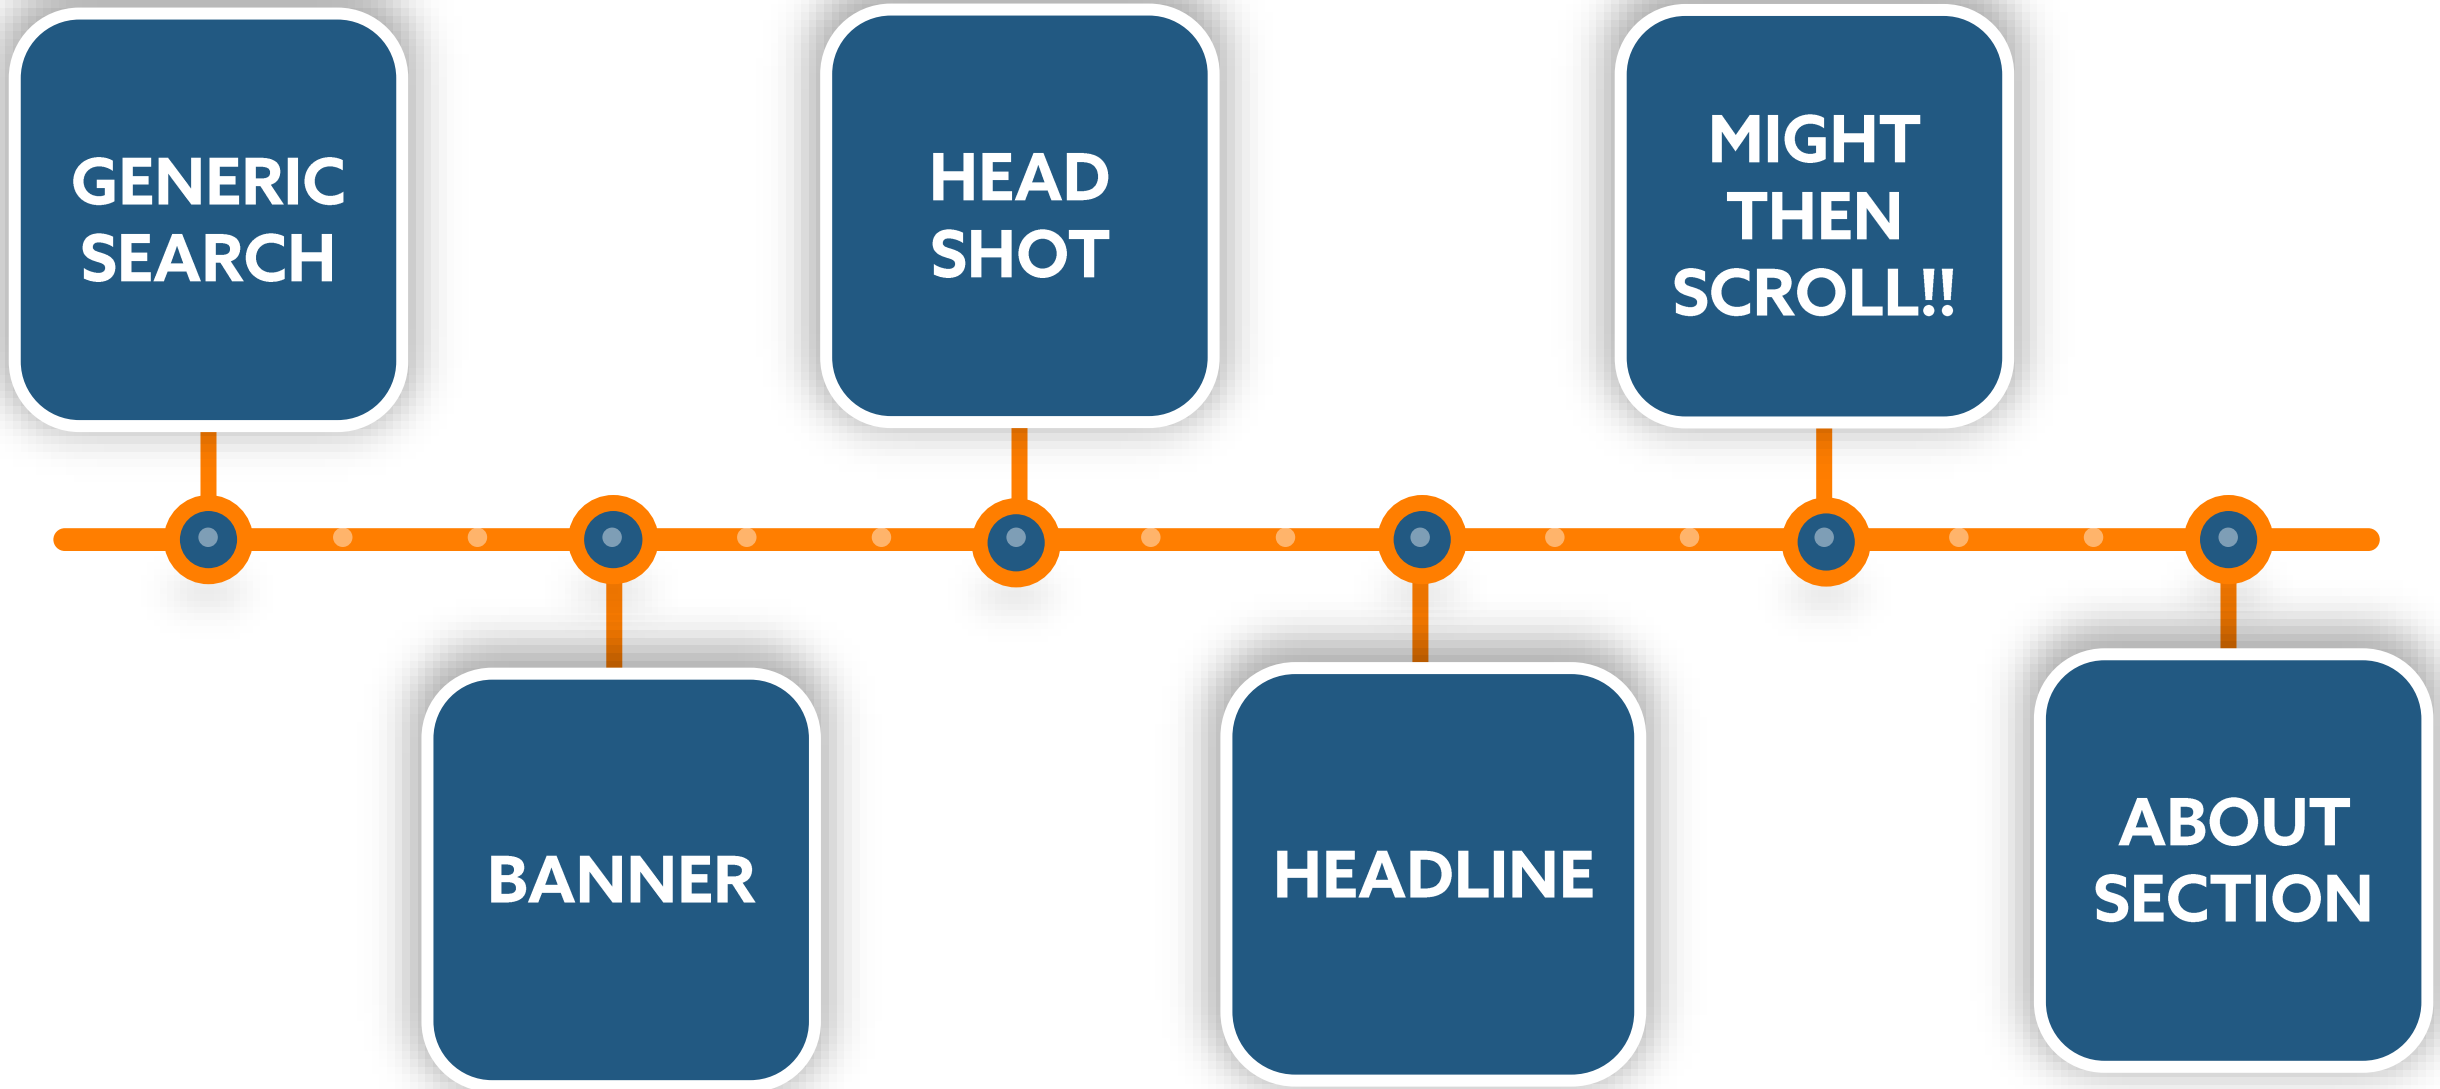 GENERIC
SEARCH
BANNER
HEAD
SHOT
HEADLINE
MIGHT
THEN
SCROLL!!
ABOUT
SECTION